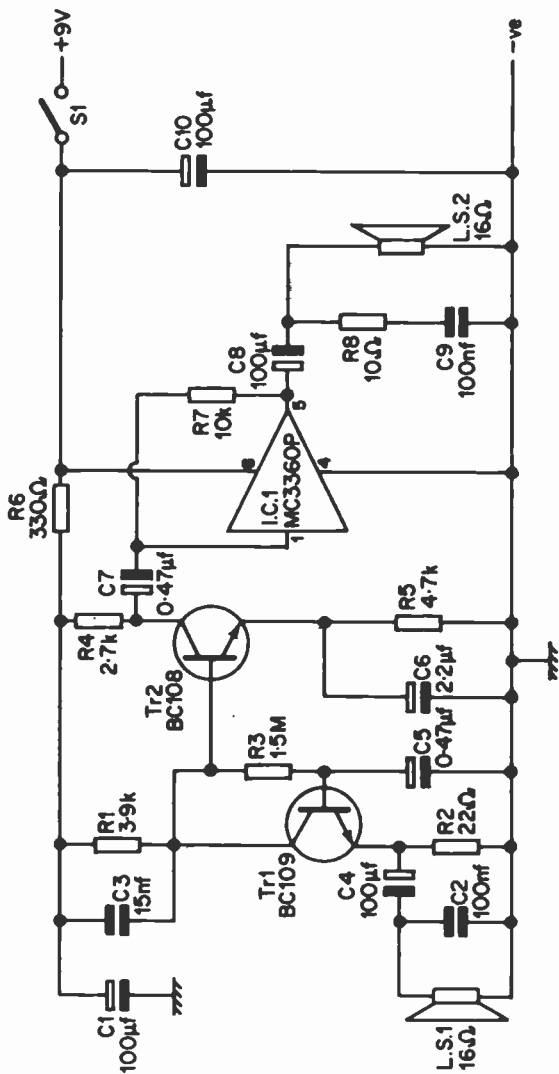 +9V
S1
R6
330Ω
C10
100µf
R4
2.7k
C7
0·47µf
R7
10k
C8
100µf
5
I.C.1
MC3360P
1
4
R8
10Ω
C9
100nf
L.S.2
16Ω
-ve
Tr2
BC108
R5
4.7k
C6
2.2µf
C1
100µf
C3
15nf
R1
3·9k
R3
1·5M
C5
0·47µf
Tr1
BC109
C4
100µf
R2
22Ω
C2
100nf
L.S.1
16Ω